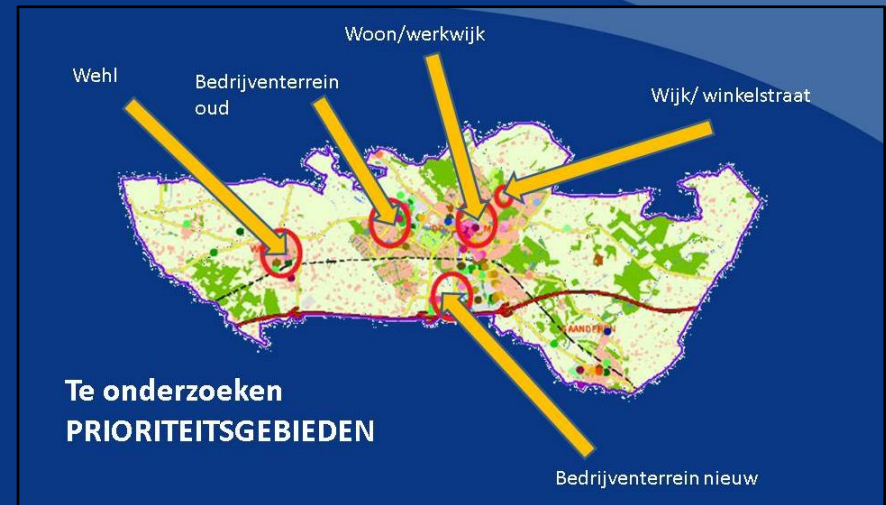 Woon/werkwijk
Wehl
Bedrijventerrein
oud
Wijk/ winkelstraat
Te onderzoeken
PRIORITEITSGEBIEDEN
Bedrijventerrein nieuw